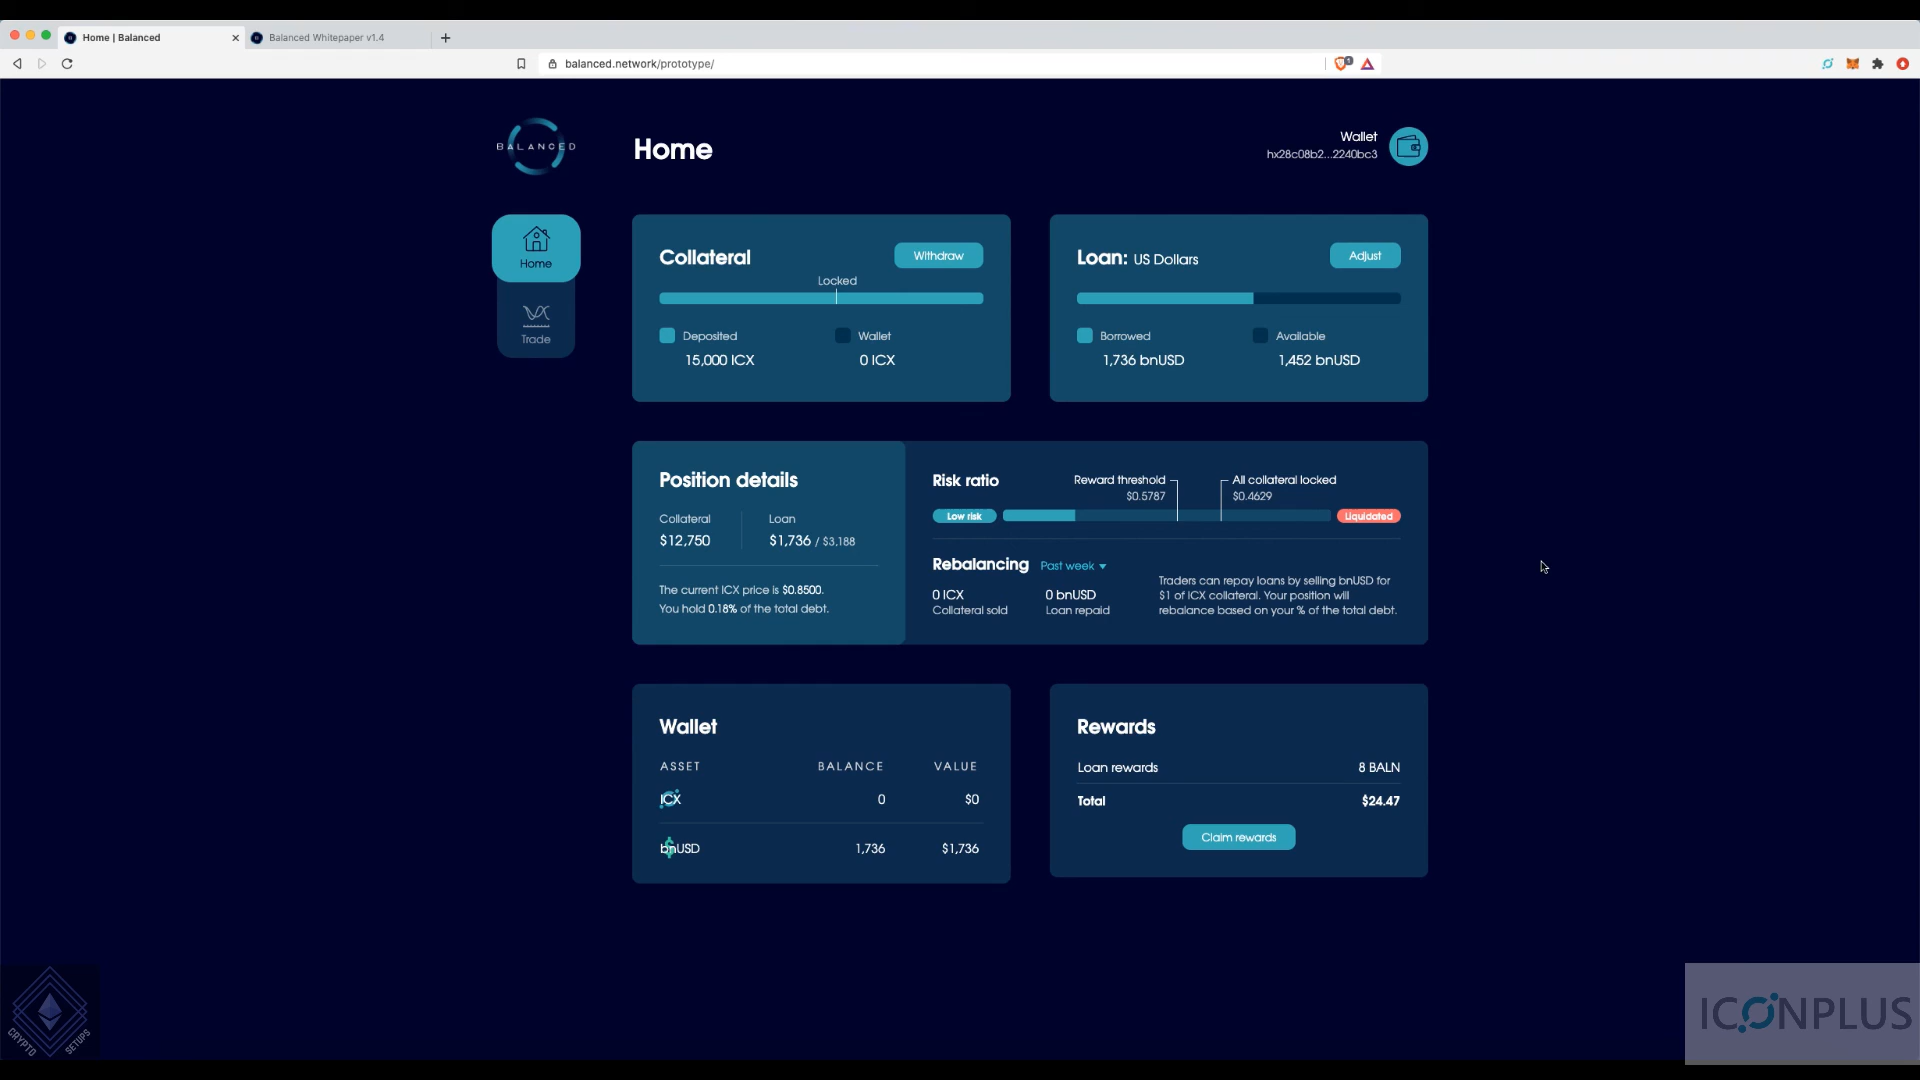 Home | Balanced
Balanced Whitepaper v1.4
balanced.network/prototype/
BALANCED
Home
Wallet
hx28c08b2...2240bc3
Home
Trade
Collateral
Withdraw
Locked
Deposited
Wallet
15,000 ICX
0 ICX
Loan: US Dollars
Adjust
Borrowed
Available
1,736 bnUSD
1,452 bnUSD
Position details
Collateral
Loan
$12,750
$1,736 / $3,188
The current ICX price is $0.8500.
You hold 0.18% of the total debt.
Risk ratio
Reward threshold
$0.5787
All collateral locked
$0.4629
Low risk
Liquidated
Rebalancing
Past week
0 ICX
0 bnUSD
Collateral sold
Loan repaid
Traders can repay loans by selling bnUSD for
$1 of ICX collateral. Your position will
rebalance based on your % of the total debt.
Wallet
ASSET BALANCE VALUE
ICX 0 $0
bnUSD 1,736 $1,736
Rewards
Loan rewards 8 BALN
Total $24.47
Claim rewards
CRYPTO SETUPS
ICONPLUS